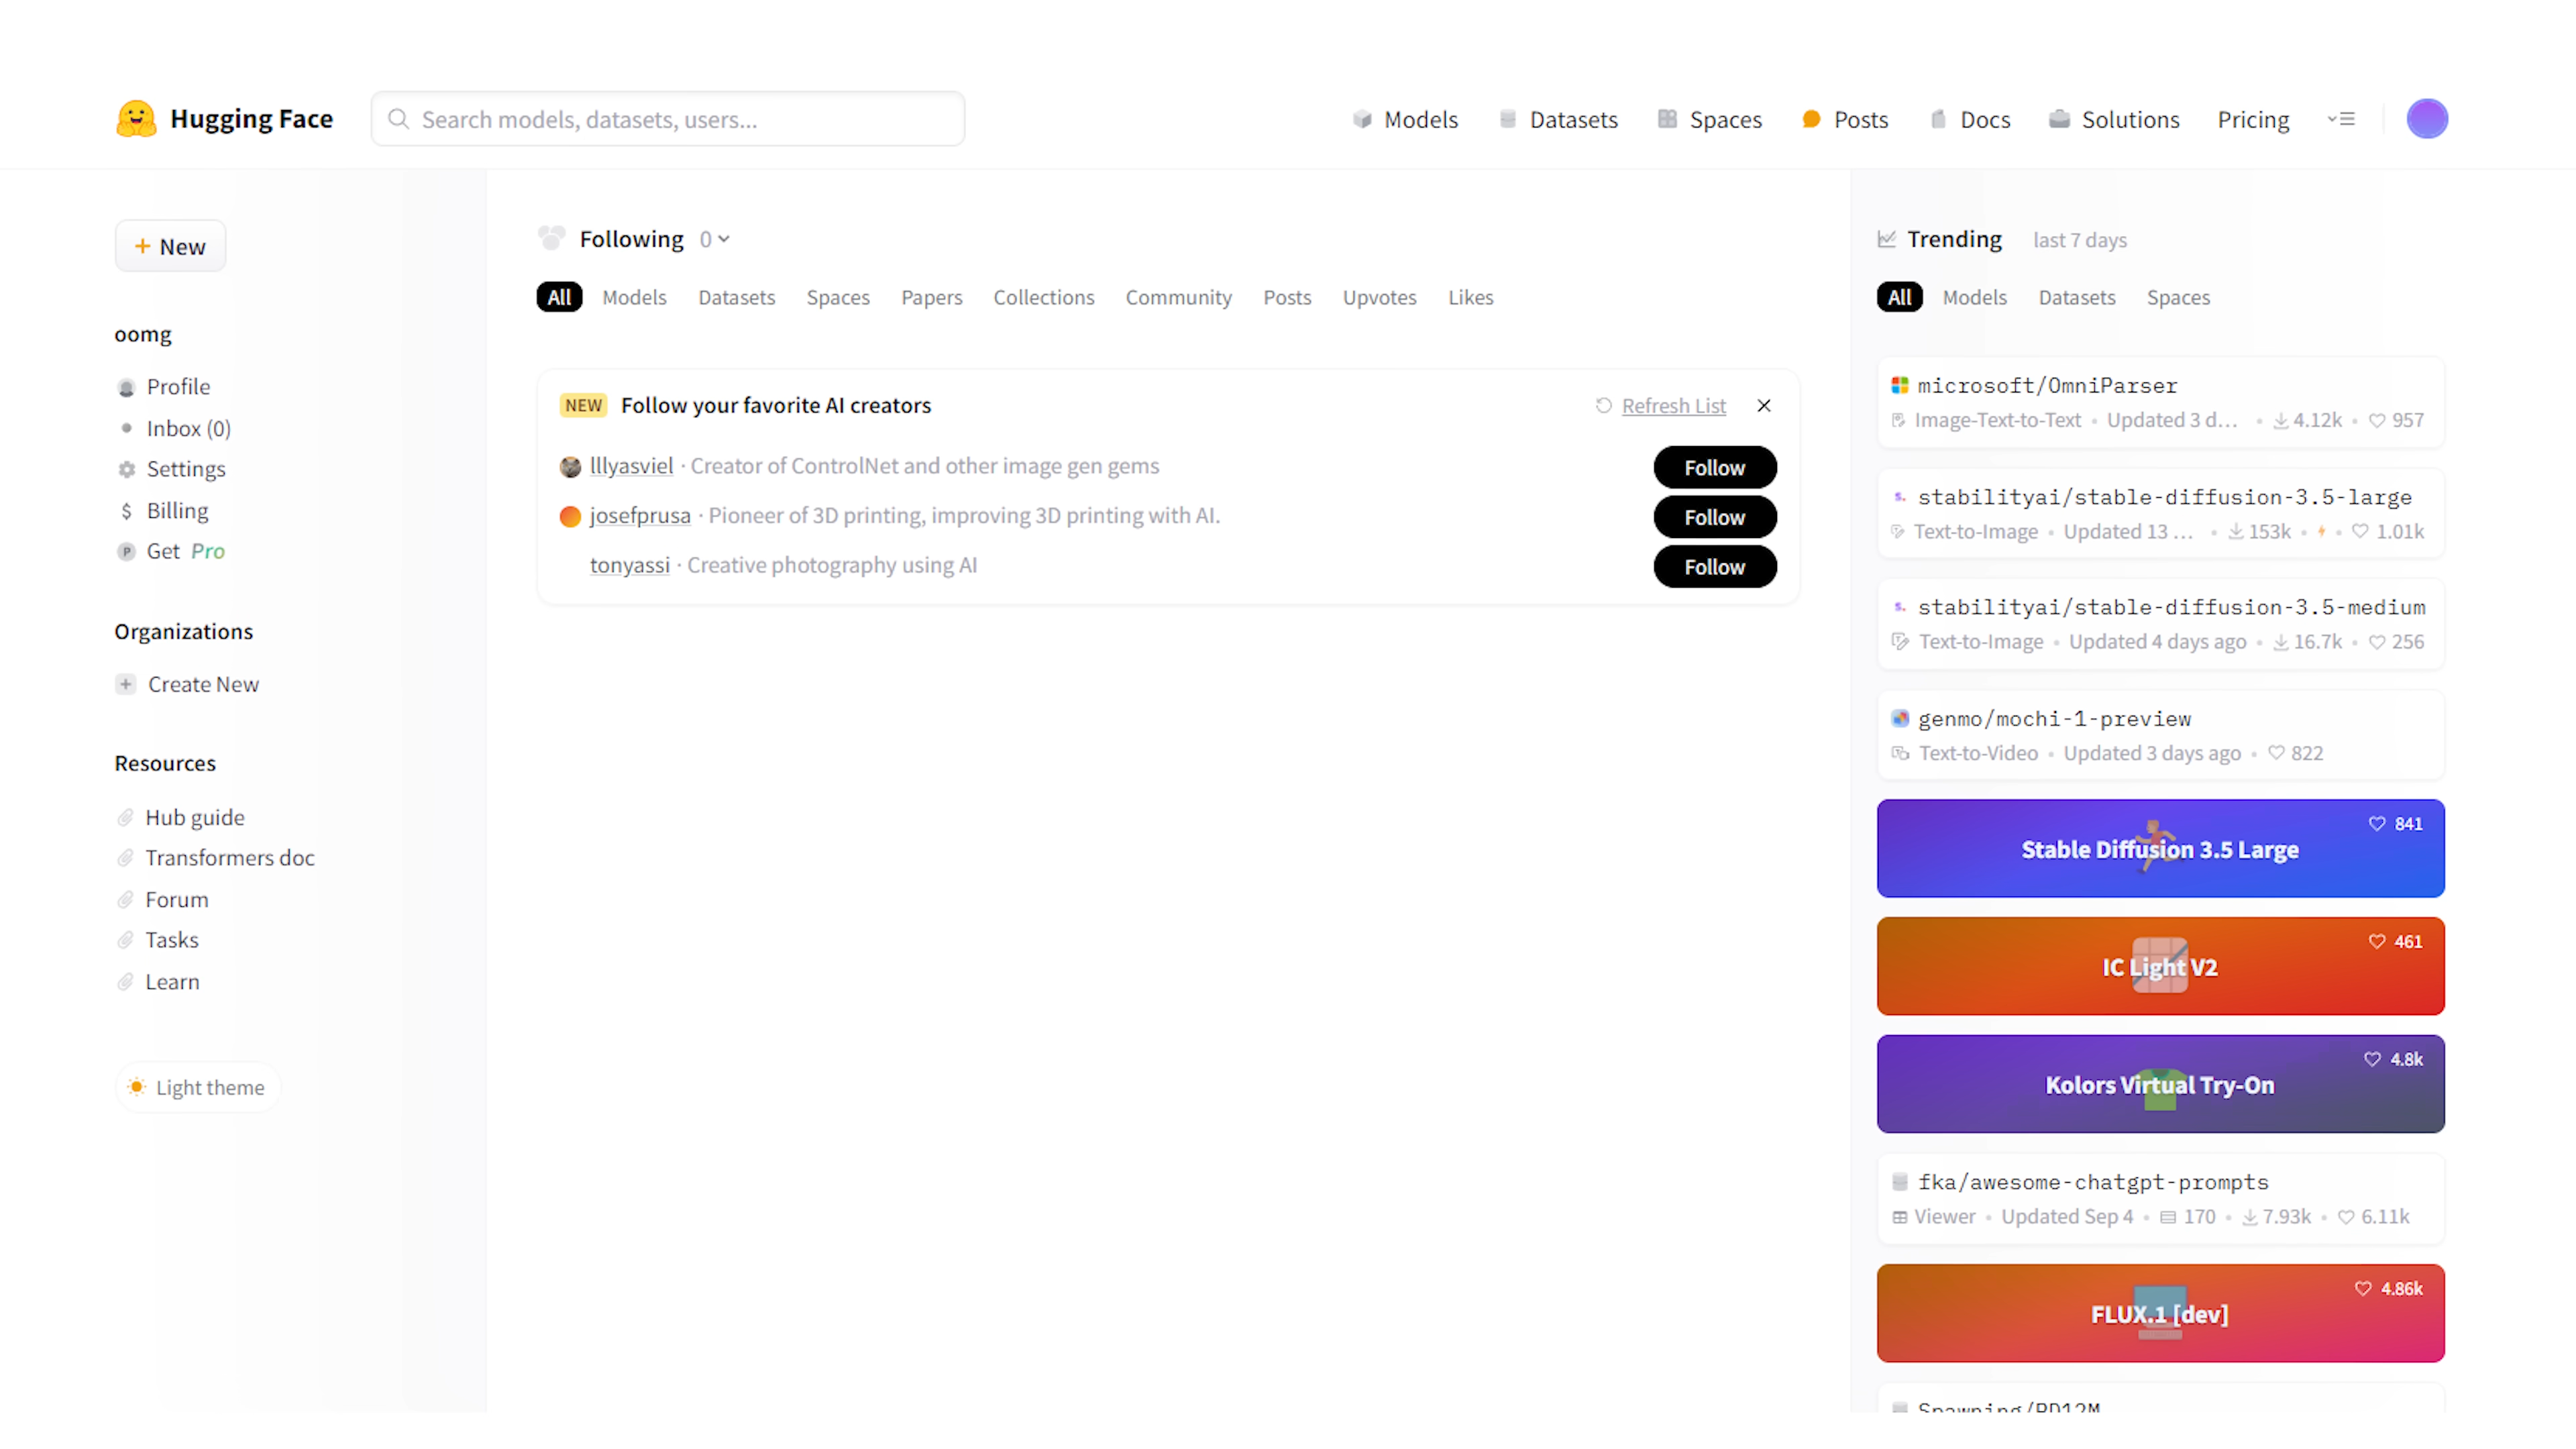 Hugging Face
Search models, datasets, users...
Models
Datasets
Spaces
Posts
Docs
Solutions
Pricing
+ New
oomg
Profile
Inbox (0)
Settings
$ Billing
P Get Pro
Organizations
+ Create New
Resources
Hub guide
Transformers doc
Forum
Tasks
Learn
Light theme
Following 0
All Models Datasets Spaces Papers Collections Community Posts Upvotes Likes
NEW Follow your favorite AI creators Refresh List
lllyasviel · Creator of ControlNet and other image gen gems Follow
josefprusa · Pioneer of 3D printing, improving 3D printing with AI. Follow
tonyassi · Creative photography using AI Follow
Trending last 7 days
All Models Datasets Spaces
microsoft/OmniParser
Image-Text-to-Text • Updated 3 d... • 4.12k • 957
s. stabilityai/stable-diffusion-3.5-large
Text-to-Image • Updated 13 ... • 153k • • 1.01k
s. stabilityai/stable-diffusion-3.5-medium
Text-to-Image • Updated 4 days ago • 16.7k • 256
genmo/mochi-1-preview
Text-to-Video • Updated 3 days ago • 822
841
Stable Diffusion 3.5 Large
461
IC Light V2
4.8k
Kolors Virtual Try-On
fka/awesome-chatgpt-prompts
Viewer • Updated Sep 4 • 170 • 7.93k • 6.11k
4.86k
FLUX.1 [dev]
Spawning/PD12M